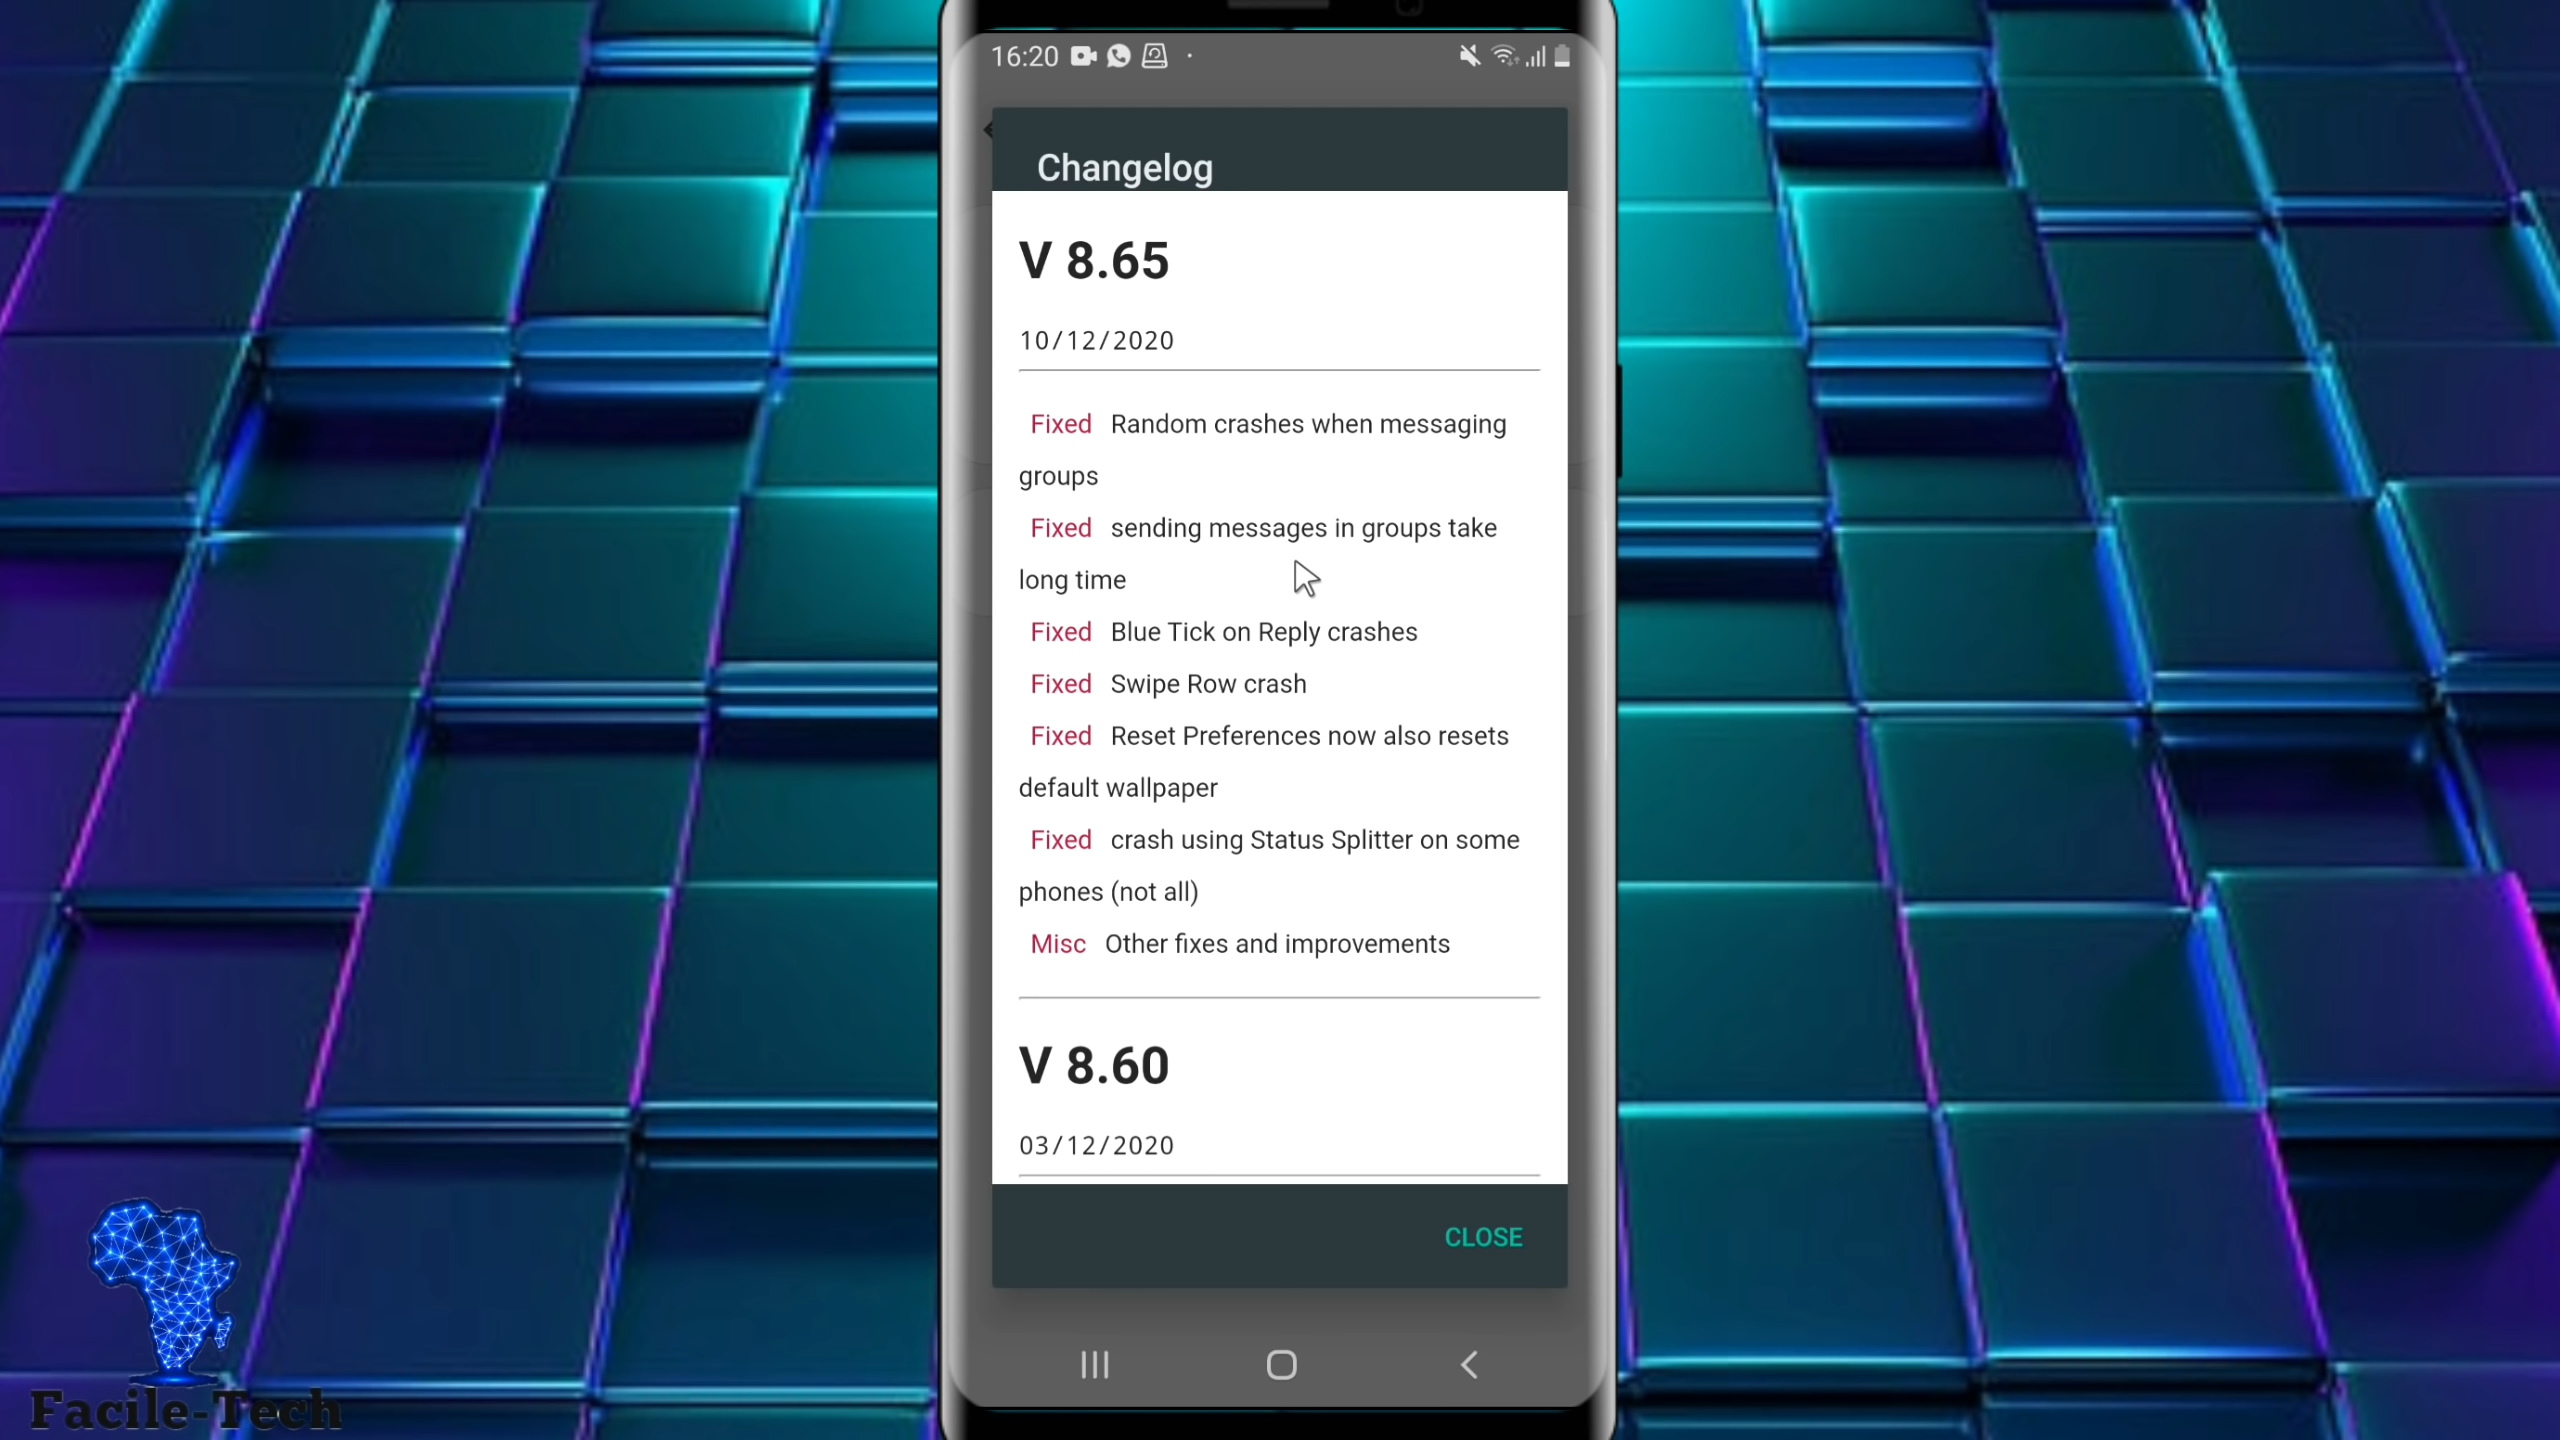 16:20
Changelog
V 8.65
10/12/2020
Fixed Random crashes when messaging
groups
Fixed sending messages in groups take
long time
Fixed Blue Tick on Reply crashes
Fixed Swipe Row crash
Fixed Reset Preferences now also resets
default wallpaper
Fixed crash using Status Splitter on some
phones (not all)
Misc Other fixes and improvements
V 8.60
03/12/2020
CLOSE
Facile-Tech